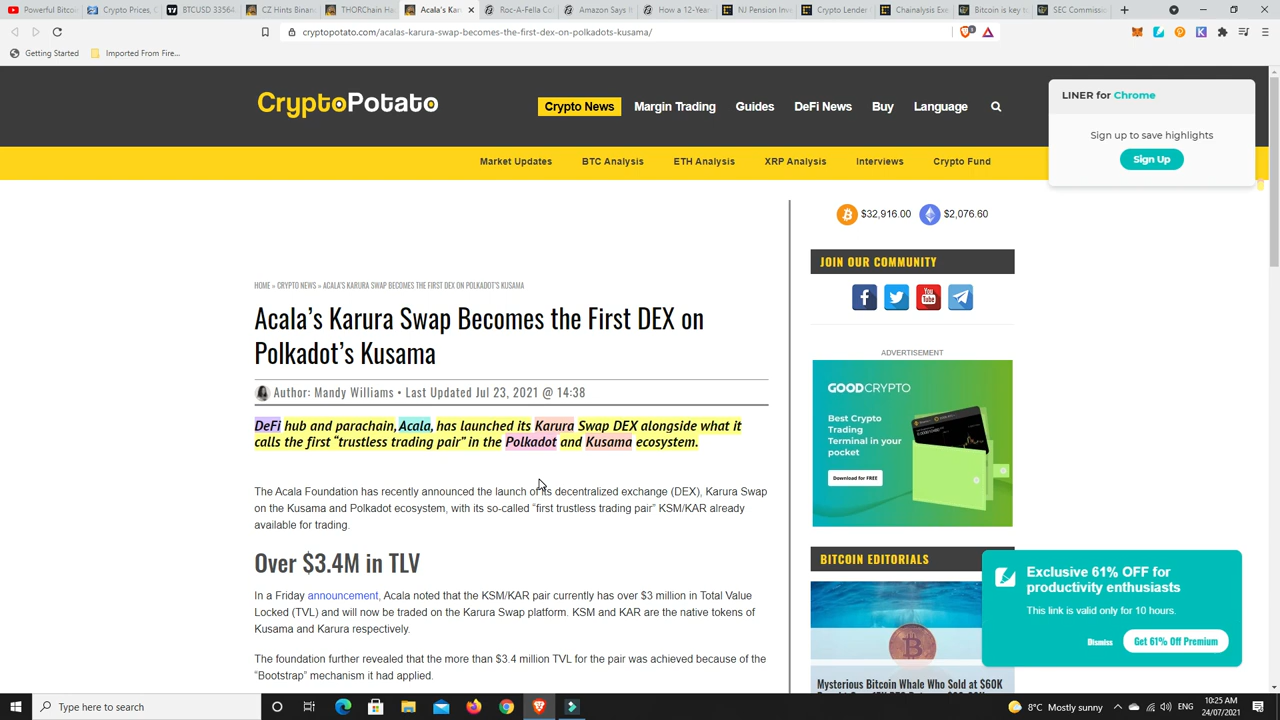 Powerful Bitco
Crypto Prices, C
BTCUSD 33564
CZ Hints Binan
THORChain Ha
Acala's Kar
Roc-A-Fella Co
Amazon Says It
How a 12-Year
NJ Pension Inv
Crypto Lender
Chainalysis Exe
Bitcoin is key t
SEC Commissio
cryptopotato.com/acalas-karura-swap-becomes-the-first-dex-on-polkadots-kusama/
Getting Started
Imported From Fire...
CryptoPotato
Crypto News
Margin Trading
Guides
DeFi News
Buy
Language
LINER for Chrome
Sign up to save highlights
Sign Up
Market Updates
BTC Analysis
ETH Analysis
XRP Analysis
Interviews
Crypto Fund
$32,916.00
$2,076.60
JOIN OUR COMMUNITY
You Tube
HOME » CRYPTO NEWS » ACALA'S KARURA SWAP BECOMES THE FIRST DEX ON POLKADOT'S KUSAMA
Acala's Karura Swap Becomes the First DEX on
Polkadot's Kusama
Author: Mandy Williams • Last Updated Jul 23, 2021 @ 14:38
DeFi hub and parachain, Acala, has launched its Karura Swap DEX alongside what it
calls the first "trustless trading pair" in the Polkadot and Kusama ecosystem.
The Acala Foundation has recently announced the launch of its decentralized exchange (DEX), Karura Swap
on the Kusama and Polkadot ecosystem, with its so-called "first trustless trading pair" KSM/KAR already
available for trading.
Over $3.4M in TLV
In a Friday announcement, Acala noted that the KSM/KAR pair currently has over $3 million in Total Value
Locked (TVL) and will now be traded on the Karura Swap platform. KSM and KAR are the native tokens of
Kusama and Karura respectively.
The foundation further revealed that the more than $3.4 million TVL for the pair was achieved because of the
"Bootstrap" mechanism it had applied.
ADVERTISEMENT
GOODCRYPTO
Best Crypto
Trading
Terminal in your
pocket
Download for FREE
BITCOIN EDITORIALS
Mysterious Bitcoin Whale Who Sold at $60K
Exclusive 61% OFF for
productivity enthusiasts
This link is valid only for 10 hours.
Dismiss
Get 61% Off Premium
Type here to search
8°C Mostly sunny
ENG
10:25 AM
24/07/2021